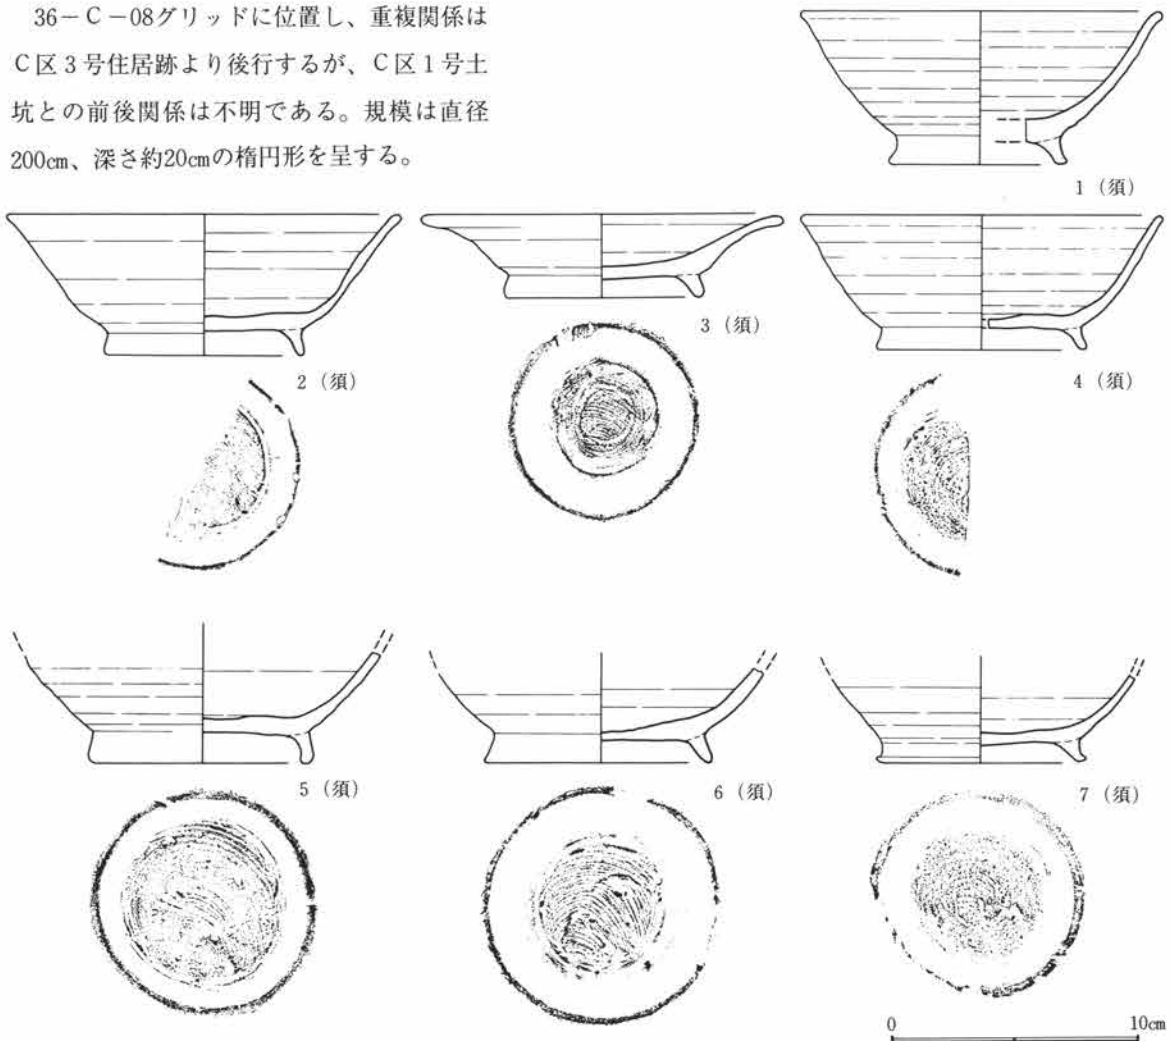 36－C－08グリッドに位置し、重複関係は
C区3号住居跡より後行するが、C区1号土
坑との前後関係は不明である。規模は直径
200㎝、深さ約20㎝の楕円形を呈する。
1（須）
2（須）
3（須）
4（須）
5（須）
6（須）
7（須）
0 10㎝